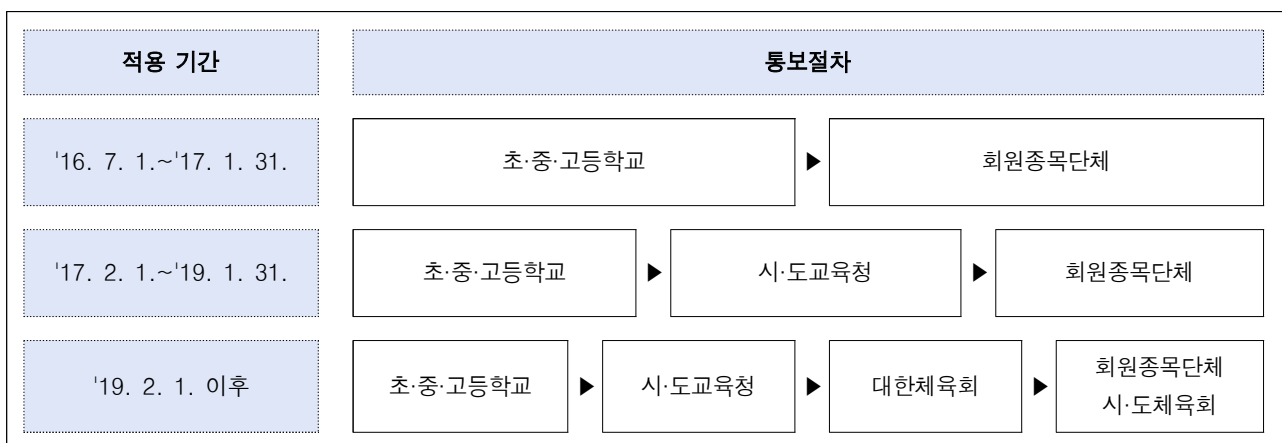 적용 기간
통보절차
'16. 7. 1.~'17. 1. 31.
초·중·고등학교 ▶ 회원종목단체
'17. 2. 1.~'19. 1. 31.
초·중·고등학교 ▶ 시·도교육청 ▶ 회원종목단체
'19. 2. 1. 이후
초·중·고등학교 ▶ 시·도교육청 ▶ 대한체육회 ▶ 회원종목단체
시·도체육회